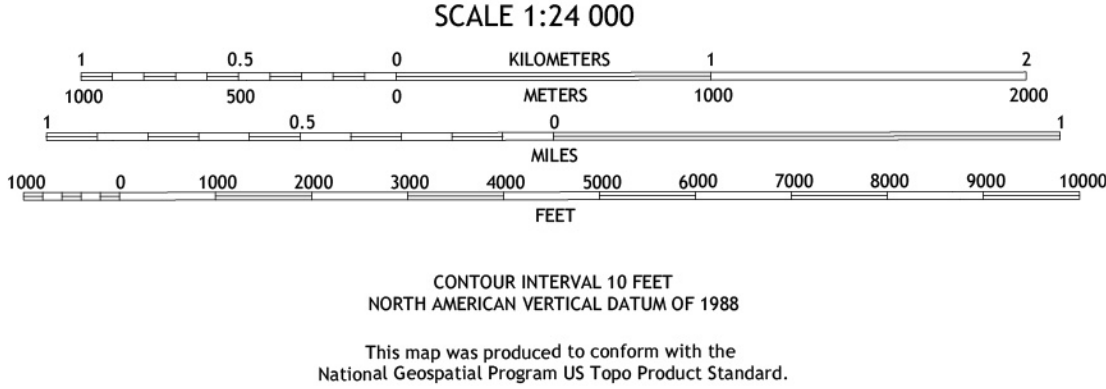 SCALE 1:24 000
1 0.5 0 KILOMETERS 1 2
1000 500 0 METERS 1000 2000
1 0.5 0 1
MILES
1000 0 1000 2000 3000 4000 5000 6000 7000 8000 9000 10000
FEET
CONTOUR INTERVAL 10 FEET
NORTH AMERICAN VERTICAL DATUM OF 1988
This map was produced to conform with the
National Geospatial Program US Topo Product Standard.